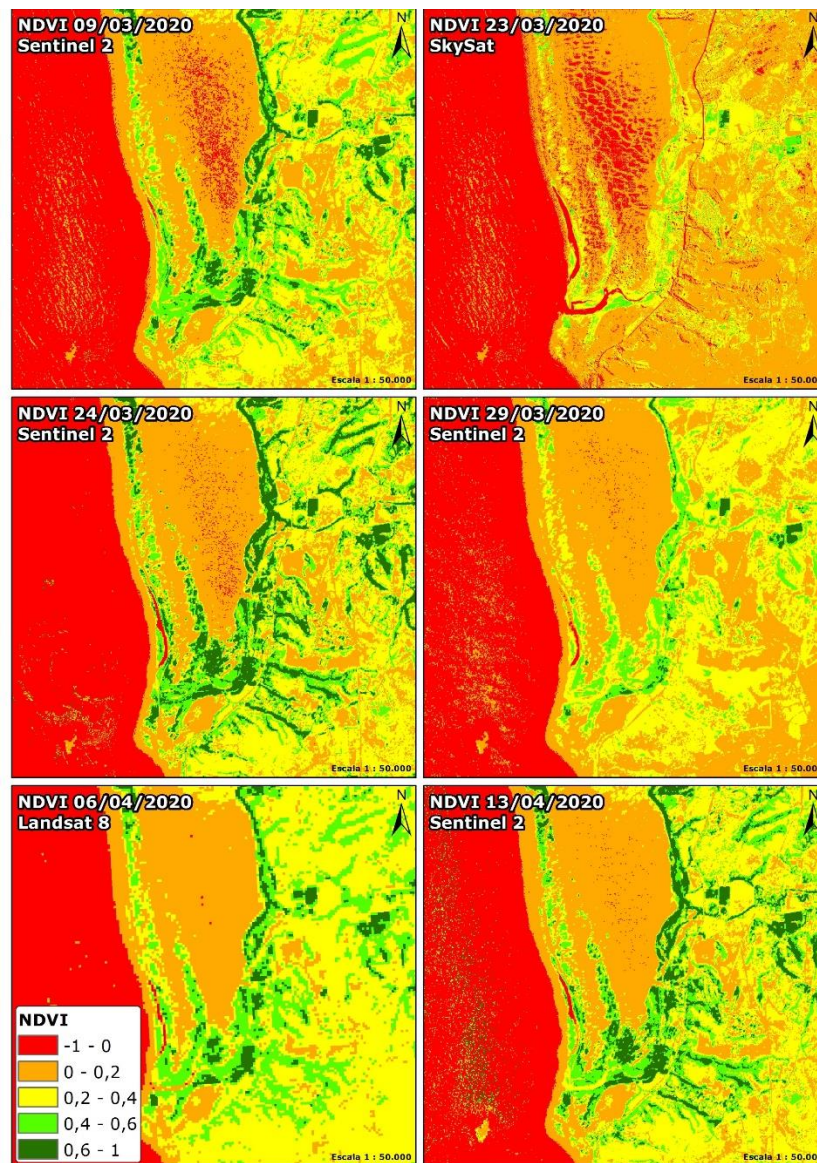 NDVI 09/03/2020
Sentinel 2
N
Escala 1 : 50.000
NDVI 23/03/2020
SkySat
N
Escala 1 : 50.000
NDVI 24/03/2020
Sentinel 2
N
Escala 1 : 50.000
NDVI 29/03/2020
Sentinel 2
N
Escala 1 : 50.000
NDVI 06/04/2020
Landsat 8
N
NDVI
-1 - 0
0 - 0,2
0,2 - 0,4
0,4 - 0,6
0,6 - 1
Escala 1 : 50.000
NDVI 13/04/2020
Sentinel 2
N
Escala 1 : 50.000